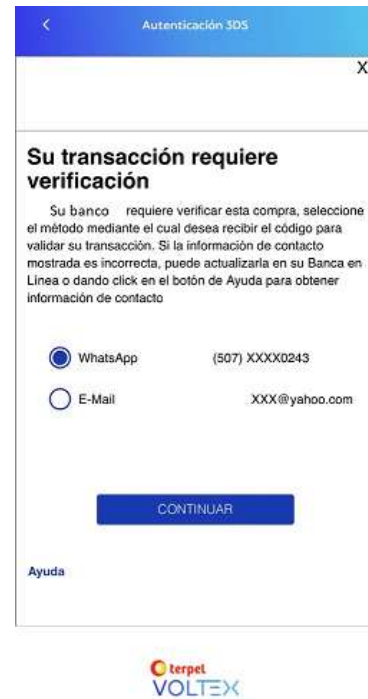 Autenticación 3DS
X
Su transacción requiere
verificación
Su banco requiere verificar esta compra, seleccione
el método mediante el cual desea recibir el código para
validar su transacción. Si la información de contacto
mostrada es incorrecta, puede actualizarla en su Banca en
Línea o dando click en el botón de Ayuda para obtener
información de contacto
WhatsApp (507) XXXX0243
E-Mail XXX@yahoo.com
CONTINUAR
Ayuda
terpel
VOLTEX